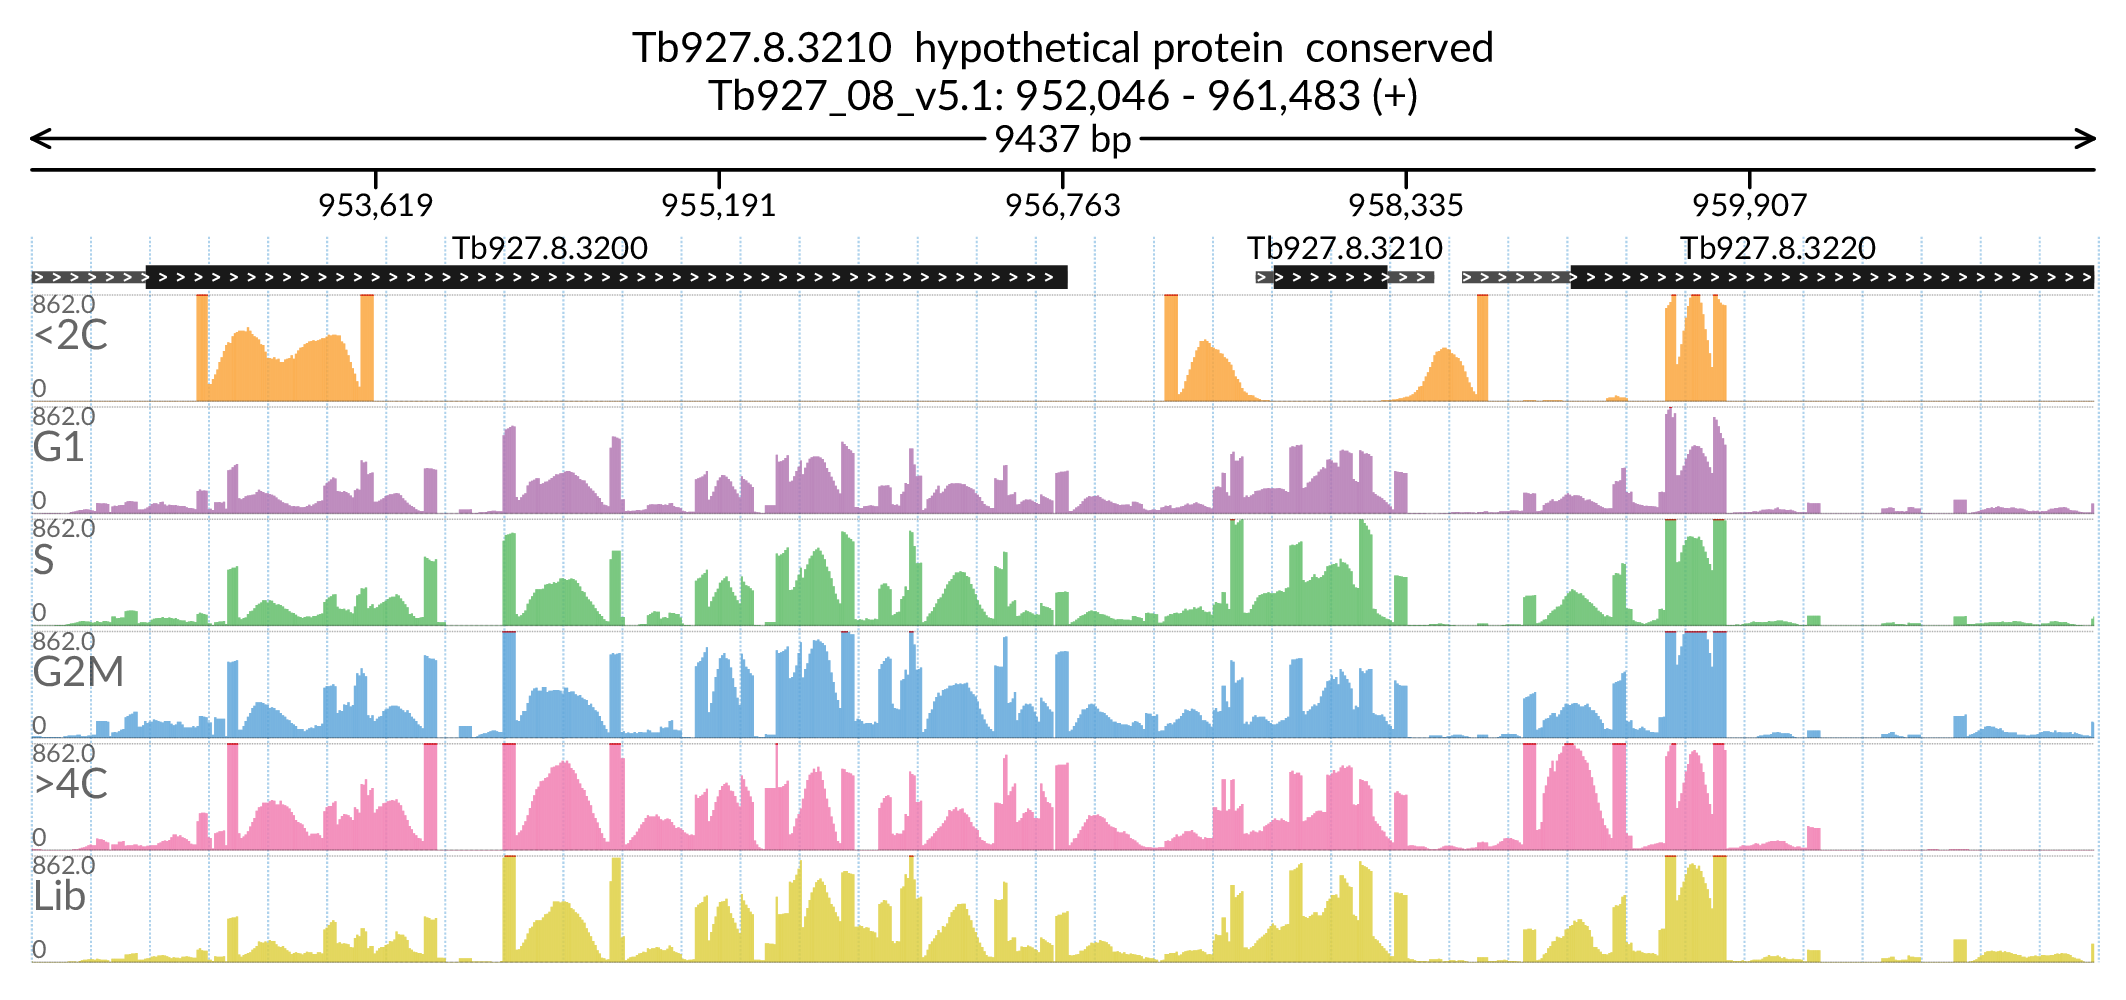 Tb927.8.3210  hypothetical protein  conserved
Tb927_08_v5.1: 952,046 - 961,483 (+)
9437 bp
953,619 955,191 956,763 958,335 959,907
Tb927.8.3200 Tb927.8.3210 Tb927.8.3220
862.0
<2C
0
862.0
G1
0
862.0
S
0
862.0
G2M
0
862.0
>4C
0
862.0
Lib
0